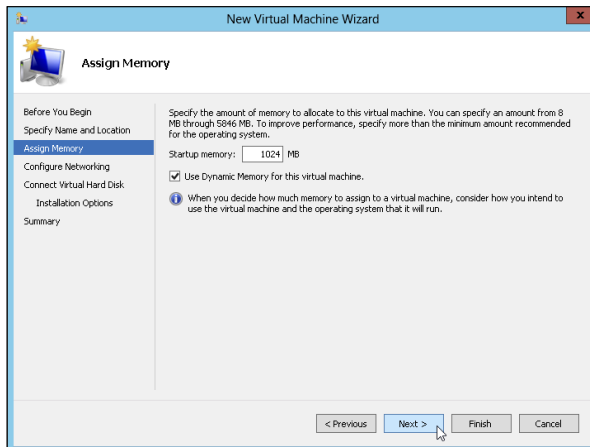 New Virtual Machine Wizard
x
Assign Memory
Before You Begin
Specify Name and Location
Assign Memory
Configure Networking
Connect Virtual Hard Disk
Installation Options
Summary
Specify the amount of memory to allocate to this virtual machine. You can specify an amount from 8
MB through 5846 MB. To improve performance, specify more than the minimum amount recommended
for the operating system.
Startup memory: 1024 MB
Use Dynamic Memory for this virtual machine.
When you decide how much memory to assign to a virtual machine, consider how you intend to
use the virtual machine and the operating system that it will run.
< Previous Next > Finish Cancel